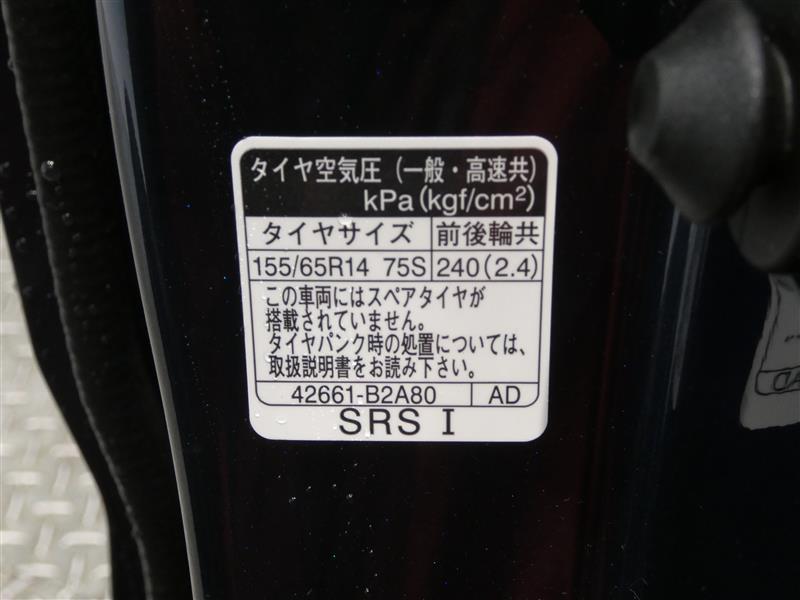 タイヤ空気圧(一般・高速共)
kPa(kgf/cm²)
タイヤサイズ 前後輪共
155/65R14 75S 240(2.4)
この車両にはスペアタイヤが
搭載されていません。
タイヤパンク時の処置については、
取扱説明書をお読み下さい。
42661-B2A80 AD
SRS I